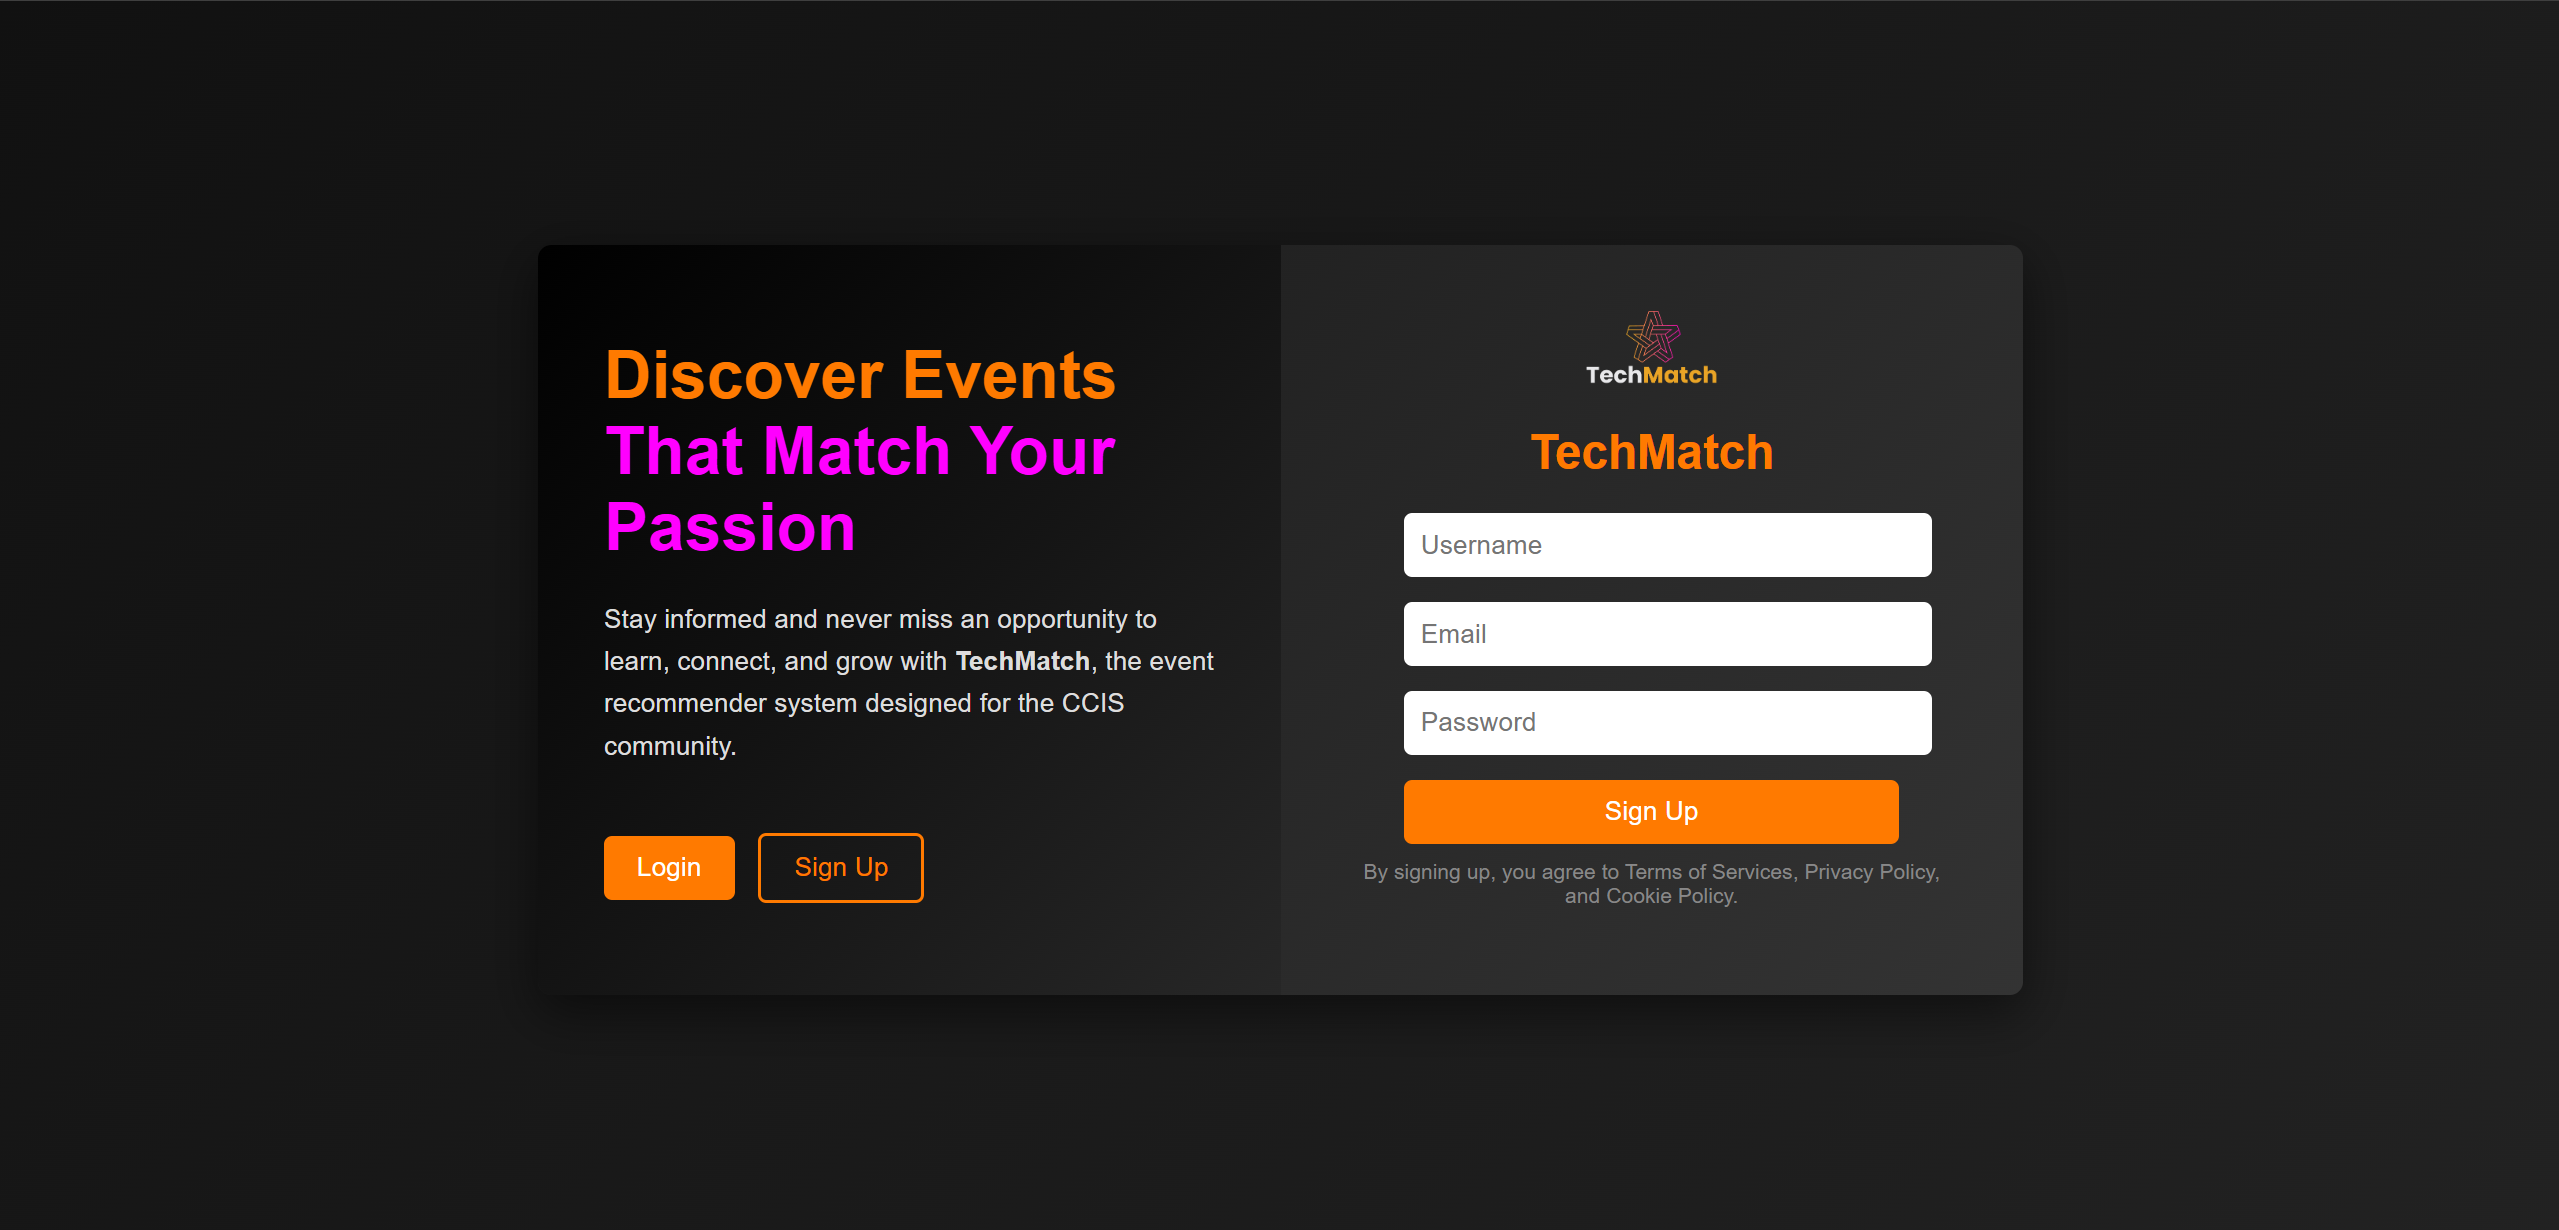 Discover Events
That Match Your
Passion
Stay informed and never miss an opportunity to
learn, connect, and grow with TechMatch, the event
recommender system designed for the CCIS
community.
Login
Sign Up
TechMatch
TechMatch
Username
Email
Password
Sign Up
By signing up, you agree to Terms of Services, Privacy Policy,
and Cookie Policy.